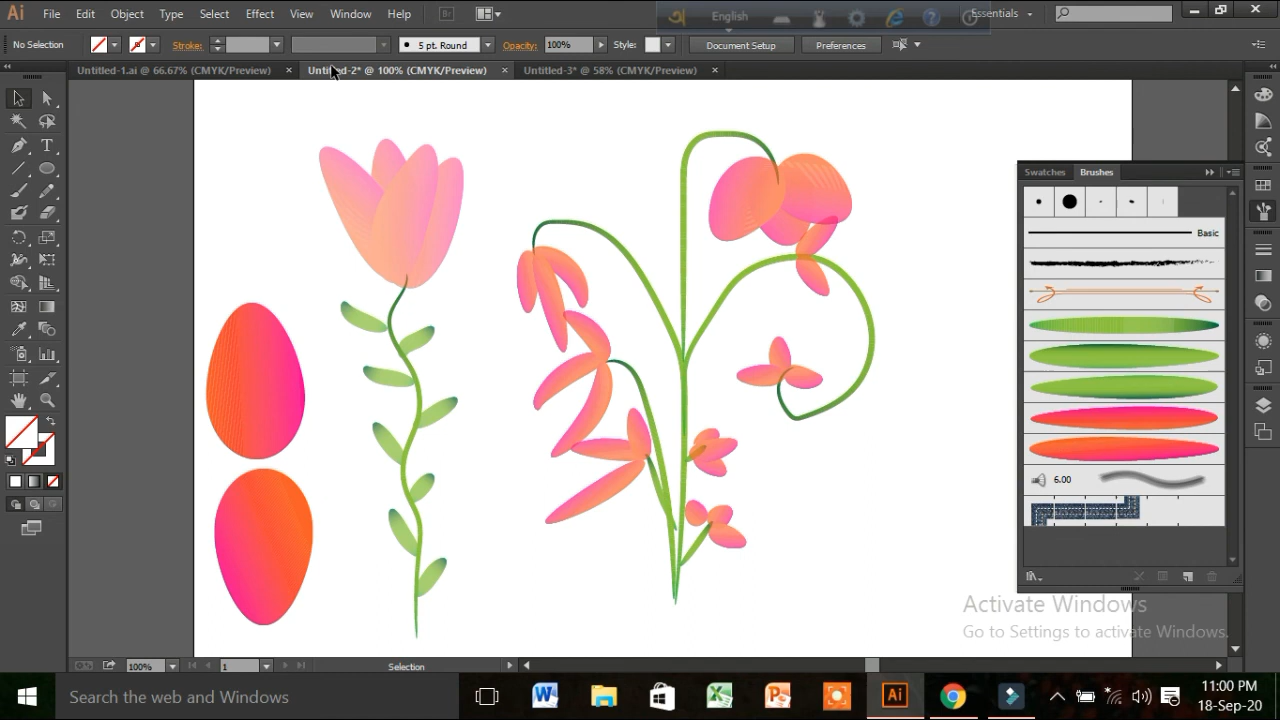 Ai File Edit Object Type Select Effect View Window Help Br English Essentials
No Selection Stroke: 5 pt. Round Opacity: 100% Style: Document Setup Preferences
Untitled-1.ai @ 66.67% (CMYK/Preview) Untitled-2* @ 100% (CMYK/Preview) Untitled-3* @ 58% (CMYK/Preview)
Swatches Brushes
Basic
6.00
Activate Windows
Go to Settings to activate Windows.
100% 1 Selection
Search the web and Windows
11:00 PM
18-Sep-20